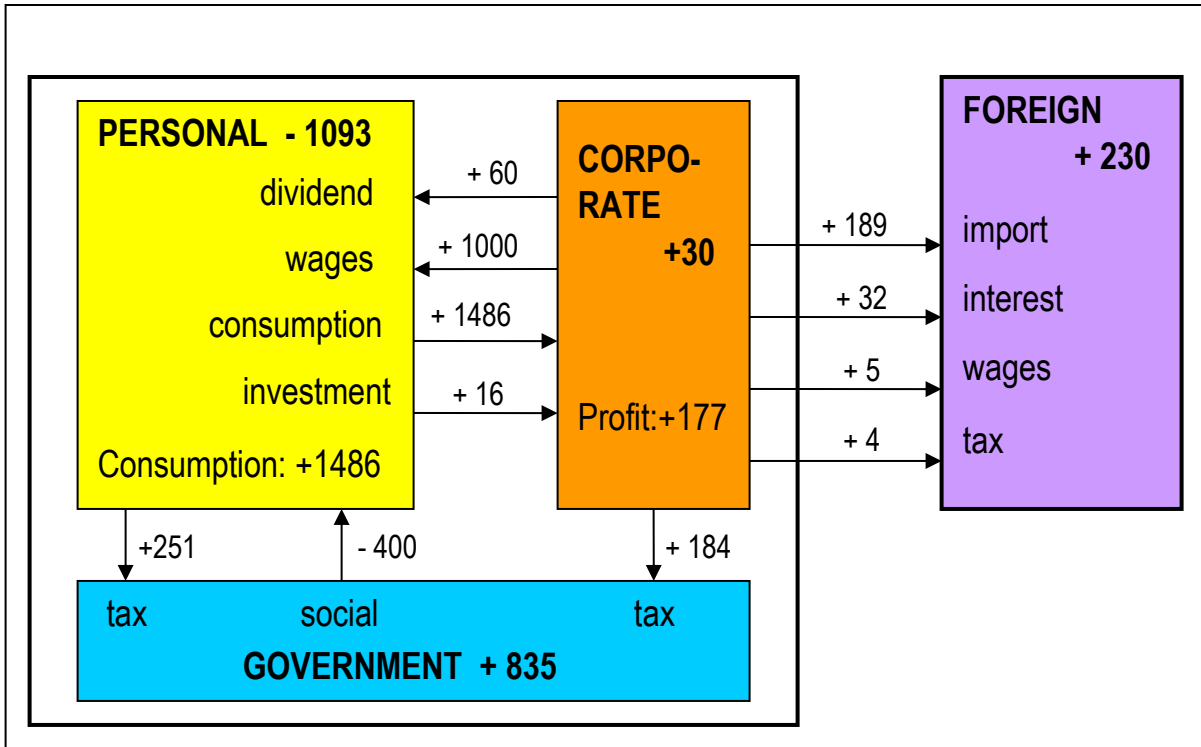 PERSONAL - 1093
dividend
wages
consumption
investment
Consumption: +1486
+ 60
+ 1000
+ 1486
+ 16
CORPO-
RATE
+30
Profit:+177
+ 189
+ 32
+ 5
+ 4
FOREIGN
+ 230
import
interest
wages
tax
+251
- 400
+ 184
tax
social
tax
GOVERNMENT + 835